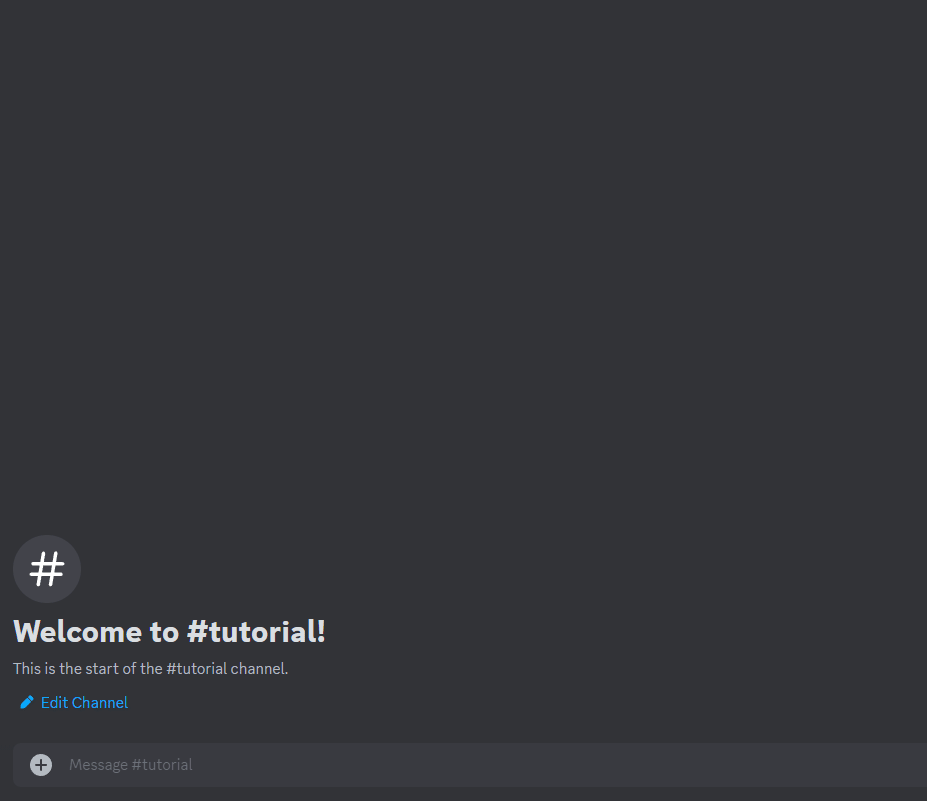 #
Welcome to #tutorial!
This is the start of the #tutorial channel.
Edit Channel
Message #tutorial